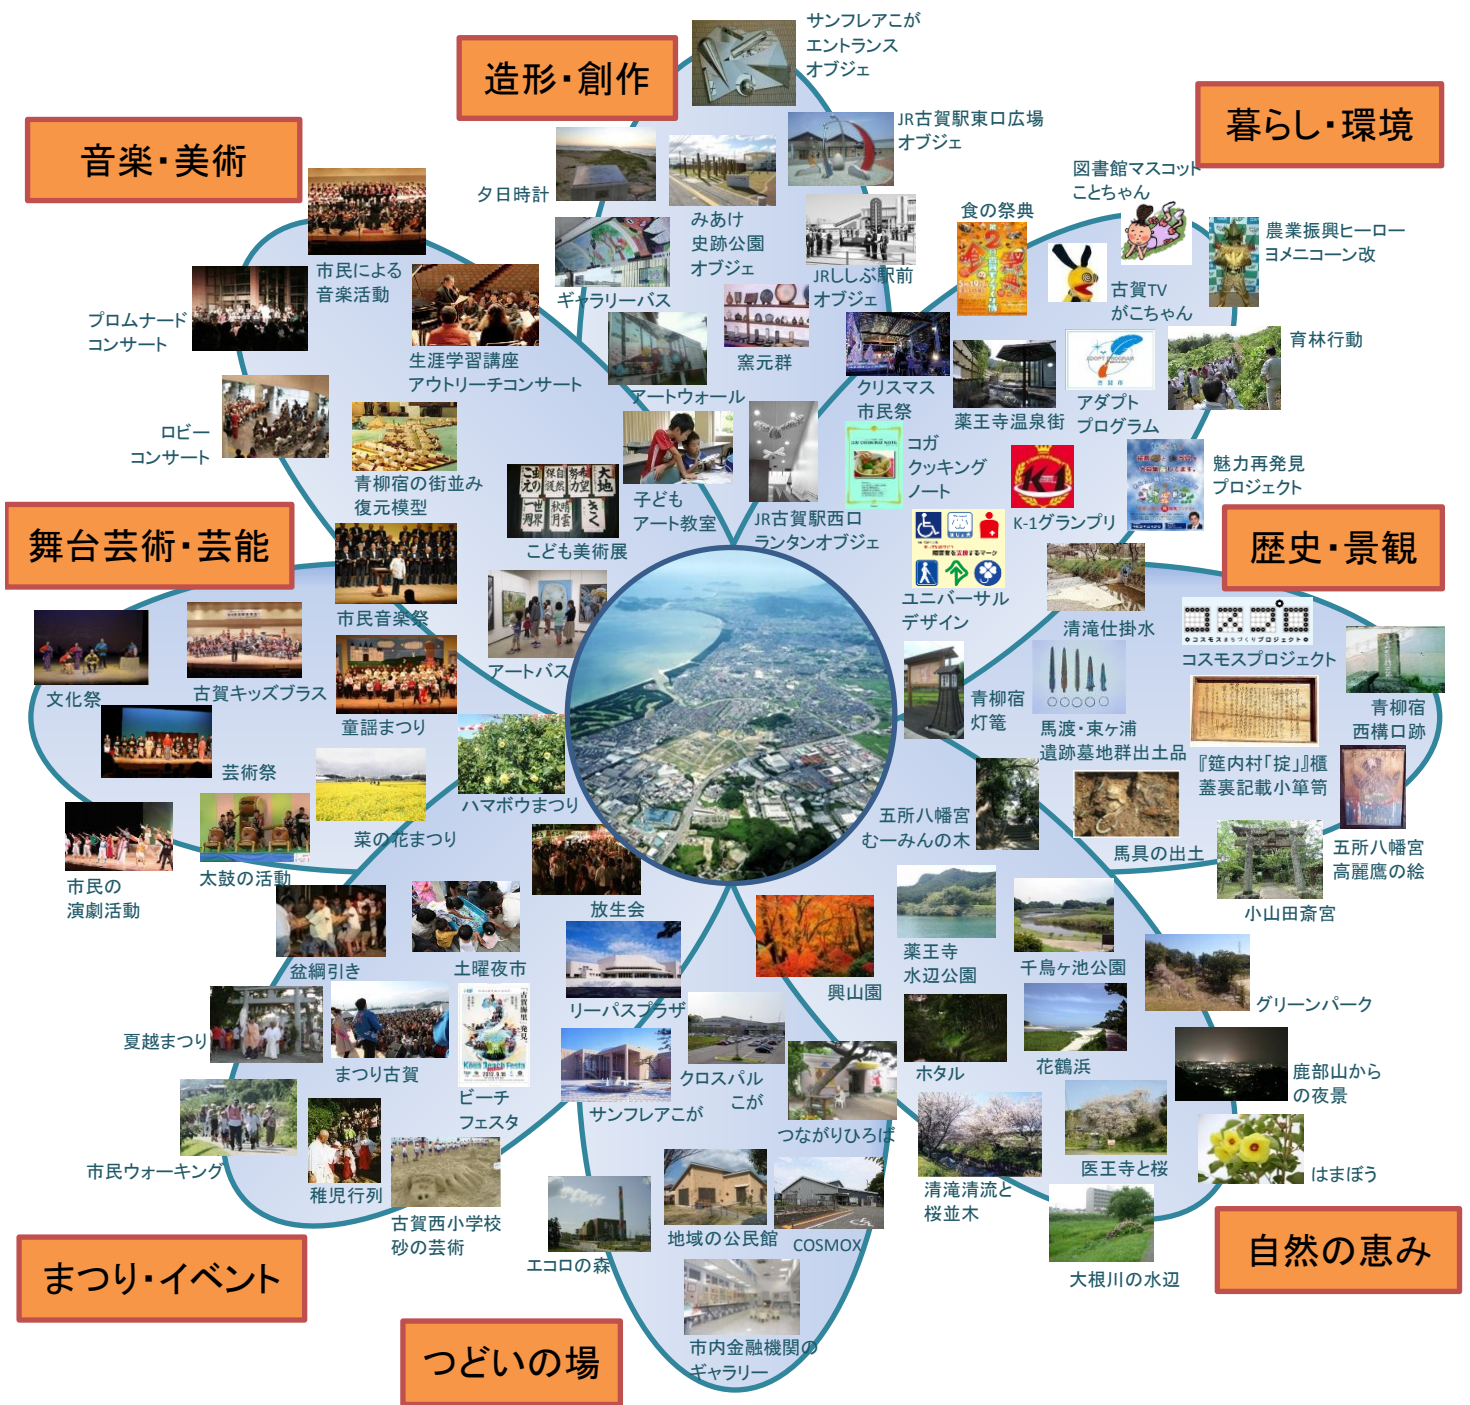 造形・創作
サンフレアこが
エントランス
オブジェ
JR古賀駅東口広場
オブジェ
夕日時計
みあけ
史跡公園
オブジェ
JRししぶ駅前
オブジェ
ギャラリーバス
窯元群
アートウォール
子ども
アート教室
JR古賀駅西口
ランタンオブジェ
こども美術展
アートバス
音楽・美術
市民による
音楽活動
プロムナード
コンサート
生涯学習講座
アウトリーチコンサート
ロビー
コンサート
青柳宿の街並み
復元模型
市民音楽祭
暮らし・環境
図書館マスコット
ことちゃん
食の祭典
古賀TV
がこちゃん
農業振興ヒーロー
ヨメニコーン改
育林行動
クリスマス
市民祭
薬王寺温泉街
アダプト
プログラム
コガ
クッキング
ノート
K-1グランプリ
魅力再発見
プロジェクト
ユニバーサル
デザイン
舞台芸術・芸能
文化祭
古賀キッズブラス
童謡まつり
芸術祭
市民の
演劇活動
太鼓の活動
菜の花まつり
ハマボウまつり
歴史・景観
清滝仕掛水
コスモスプロジェクト
青柳宿
西構口跡
青柳宿
灯篭
馬渡・束ヶ浦
遺跡墓地群出土品
『筵内村「掟」』櫃
蓋裏記載小箪笥
五所八幡宮
むーみんの木
馬具の出土
五所八幡宮
高麗鷹の絵
小山田斎宮
まつり・イベント
放生会
盆綱引き
土曜夜市
夏越まつり
まつり古賀
ビーチ
フェスタ
市民ウォーキング
稚児行列
古賀西小学校
砂の芸術
つどいの場
リーパスプラザ
クロスパル
こが
サンフレアこが
つながりひろば
エコロの森
地域の公民館
COSMOX
市内金融機関の
ギャラリー
自然の恵み
興山園
薬王寺
水辺公園
千鳥ヶ池公園
グリーンパーク
ホタル
花鶴浜
鹿部山から
の夜景
清滝清流と
桜並木
医王寺と桜
はまぼう
大根川の水辺